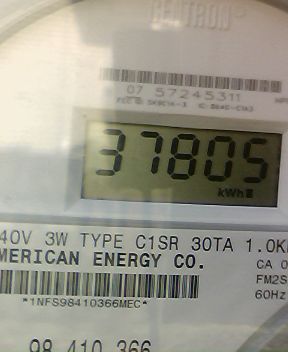 CENTRON®
07 57245311
37805
kWh
40V 3W TYPE C1SR 30TA 1.0K
MERICAN ENERGY CO.
CA 0
FM2S
60Hz
*1NFS98410366MEC*
98 410 366